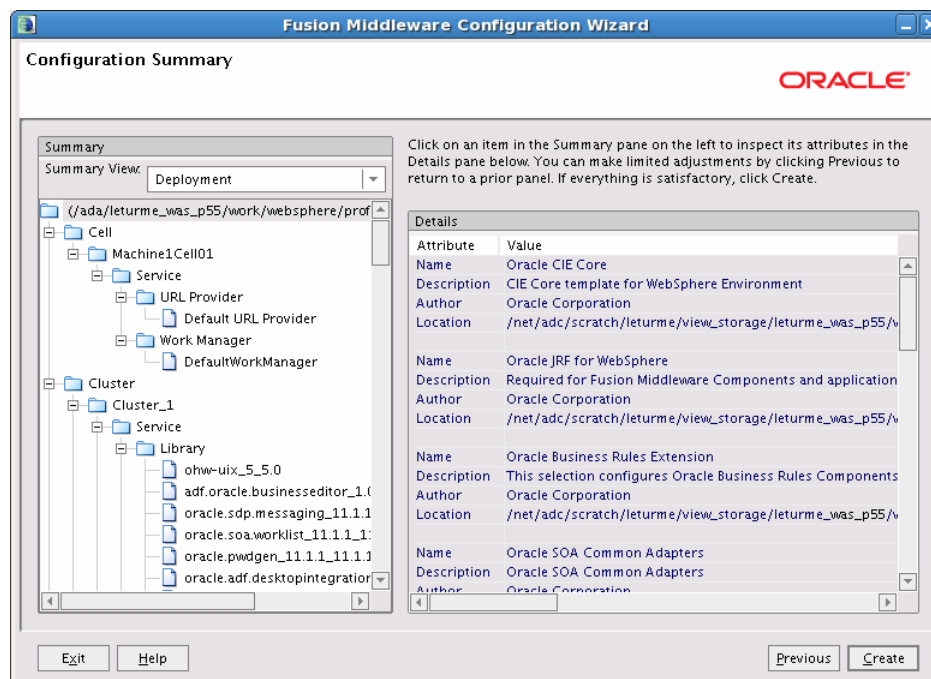 Fusion Middleware Configuration Wizard
Configuration Summary
ORACLE
Summary
Summary View:
Deployment
(/ada/leturme_was_p55/work/websphere/prof
Cell
Machine1Cell01
Service
URL Provider
Default URL Provider
Work Manager
DefaultWorkManager
Cluster
Cluster_1
Service
Library
ohw-uix_5_5.0
adf.oracle.businesseditor_1.0
oracle.sdp.messaging_11.1.1
oracle.soa.worklist_11.1.1_11
oracle.pwdgen_11.1.1_11.1.1
oracle.adf.desktopintegration
Click on an item in the Summary pane on the left to inspect its attributes in the
Details pane below. You can make limited adjustments by clicking Previous to
return to a prior panel. If everything is satisfactory, click Create.
Details
Attribute Value
Name Oracle CIE Core
Description CIE Core template for WebSphere Environment
Author Oracle Corporation
Location /net/adc/scratch/leturme/view_storage/leturme_was_p55/v
Name Oracle JRF for WebSphere
Description Required for Fusion Middleware Components and application
Author Oracle Corporation
Location /net/adc/scratch/leturme/view_storage/leturme_was_p55/v
Name Oracle Business Rules Extension
Description This selection configures Oracle Business Rules Components
Author Oracle Corporation
Location /net/adc/scratch/leturme/view_storage/leturme_was_p55/v
Name Oracle SOA Common Adapters
Description Oracle SOA Common Adapters
Author Oracle Corporation
Exit
Help
Previous
Create